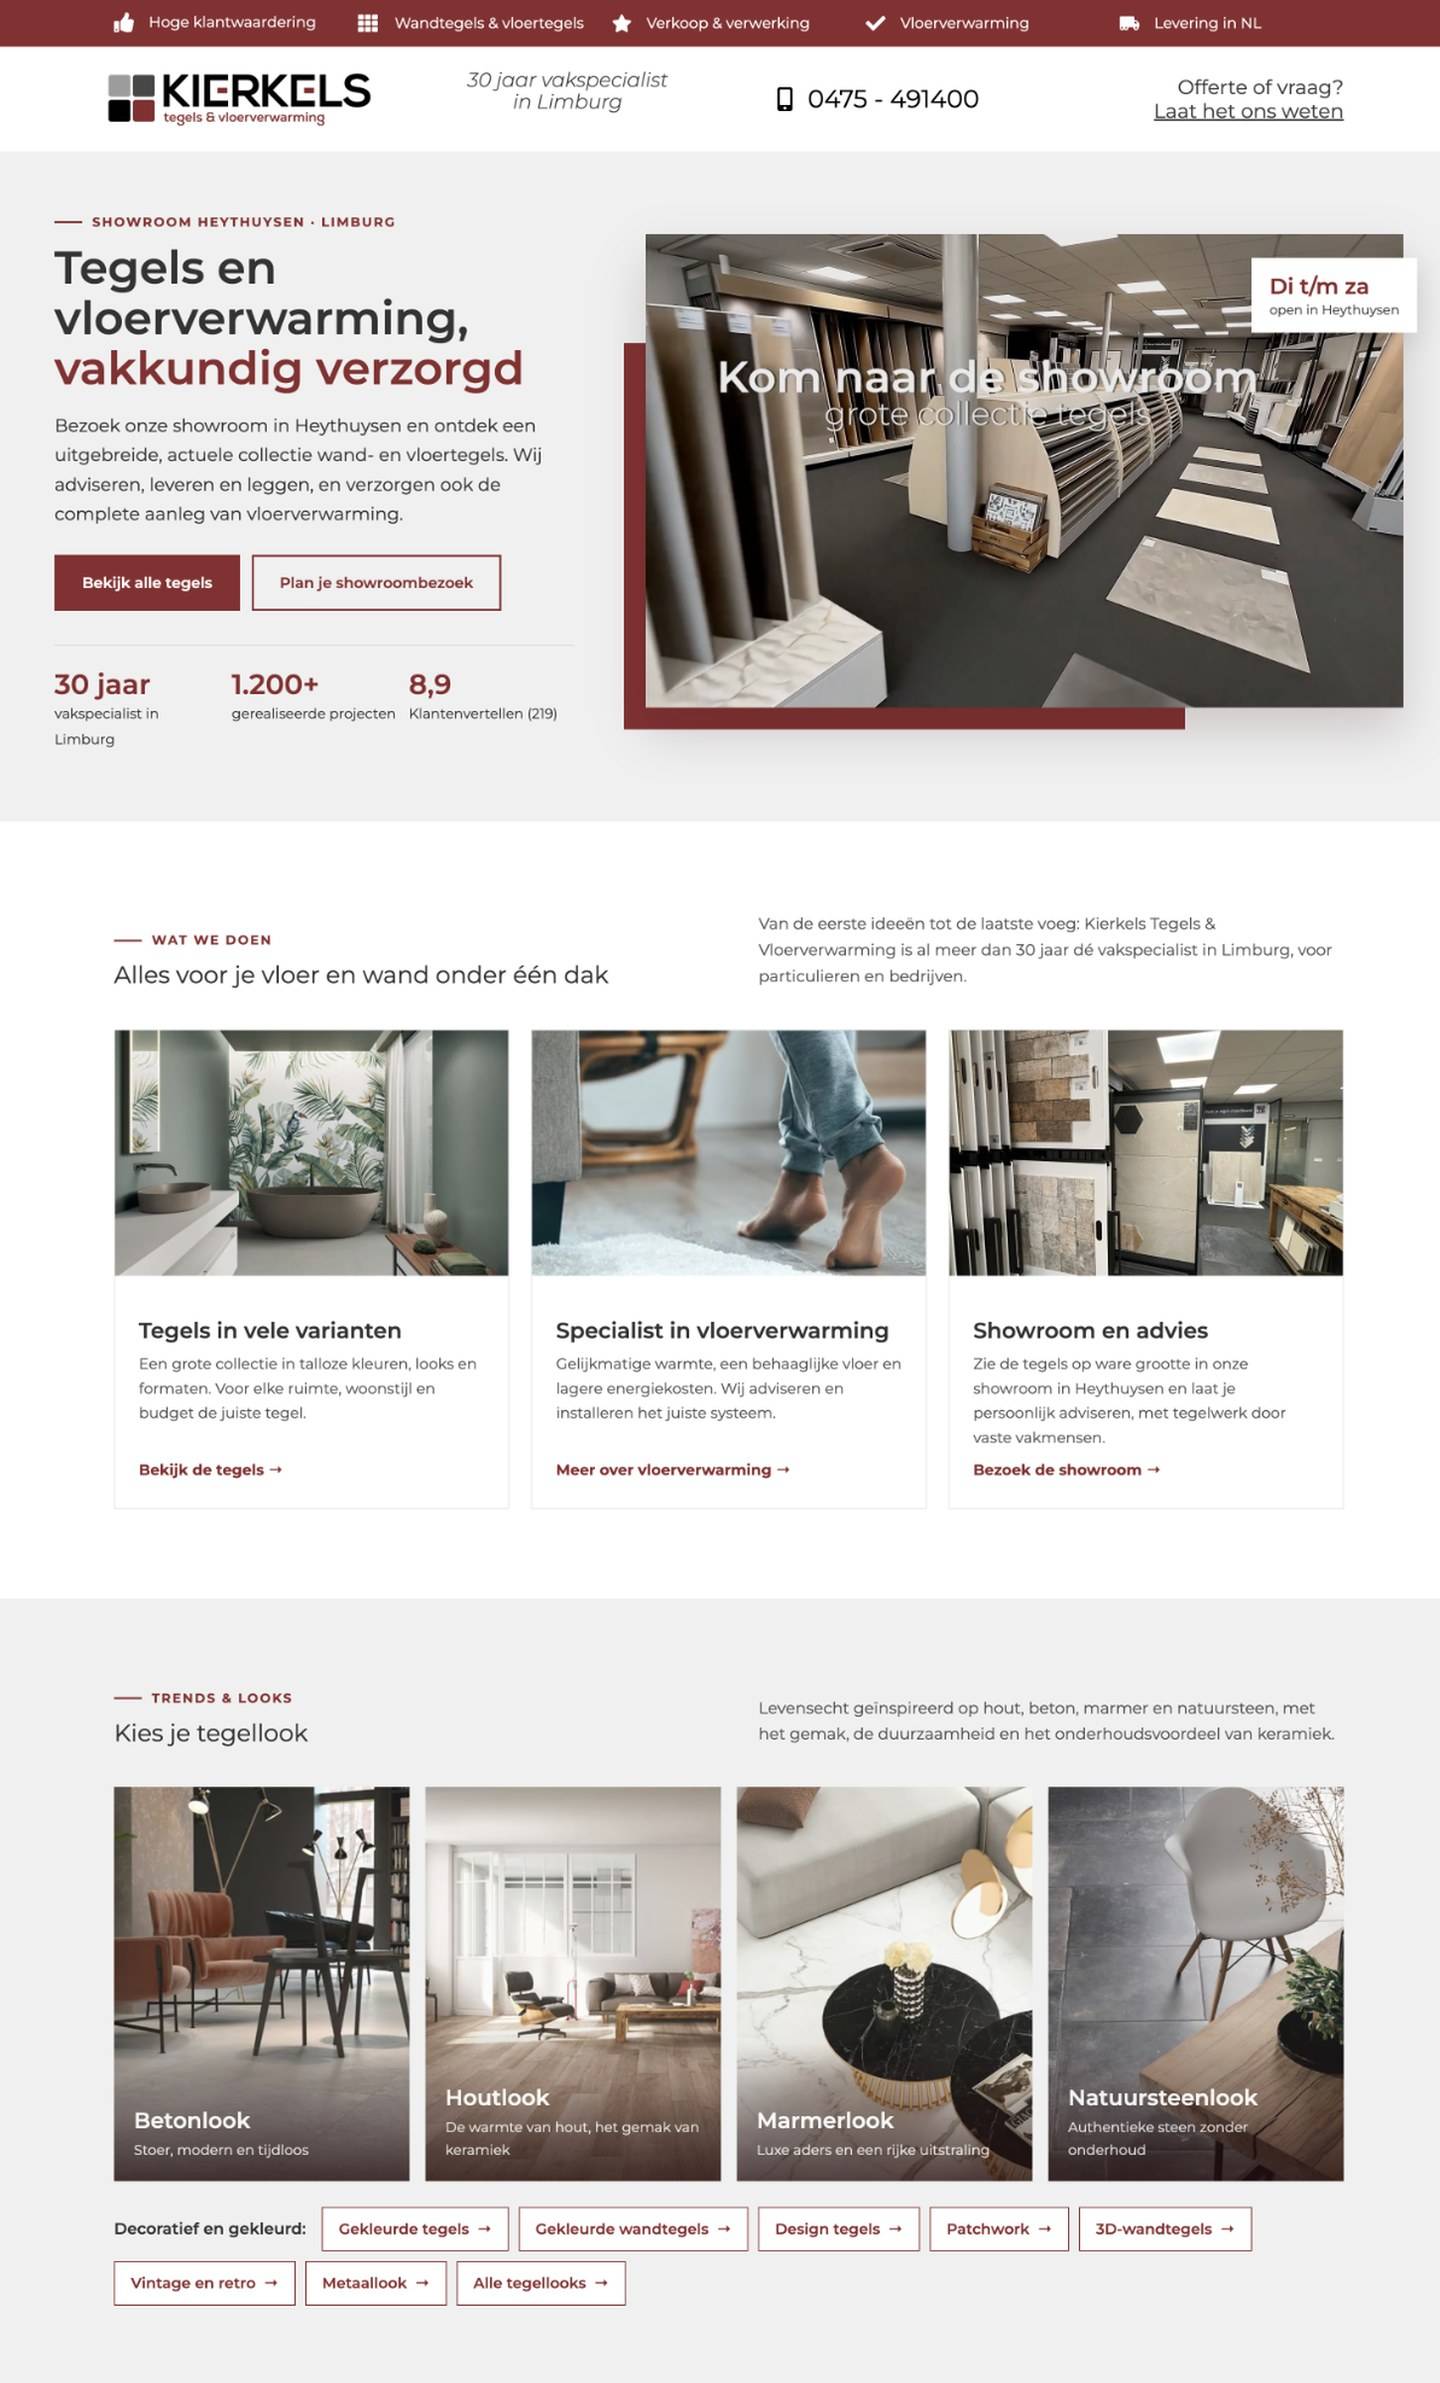 Hoge klantwaardering
Wandtegels & vloertegels
Verkoop & verwerking
Vloerverwarming
Levering in NL
KIERKELS
tegels & vloerverwarming
30 jaar vakspecialist
in Limburg
0475 - 491400
Offerte of vraag?
Laat het ons weten
SHOWROOM HEYTHUYSEN · LIMBURG
Tegels en
vloerverwarming,
vakkundig verzorgd
Bezoek onze showroom in Heythuysen en ontdek een
uitgebreide, actuele collectie wand- en vloertegels. Wij
adviseren, leveren en leggen, en verzorgen ook de
complete aanleg van vloerverwarming.
Bekijk alle tegels
Plan je showroombezoek
30 jaar
vakspecialist in
Limburg
1.200+
gerealiseerde projecten
8,9
Klantenvertellen (219)
Di t/m za
open in Heythuysen
Kom naar de showroom
grote collectie tegels
WAT WE DOEN
Alles voor je vloer en wand onder één dak
Van de eerste ideeën tot de laatste voeg: Kierkels Tegels &
Vloerverwarming is al meer dan 30 jaar dé vakspecialist in Limburg, voor
particulieren en bedrijven.
Tegels in vele varianten
Een grote collectie in talloze kleuren, looks en
formaten. Voor elke ruimte, woonstijl en
budget de juiste tegel.
Bekijk de tegels →
Specialist in vloerverwarming
Gelijkmatige warmte, een behaaglijke vloer en
lagere energiekosten. Wij adviseren en
installeren het juiste systeem.
Meer over vloerverwarming →
Showroom en advies
Zie de tegels op ware grootte in onze
showroom in Heythuysen en laat je
persoonlijk adviseren, met tegelwerk door
vaste vakmensen.
Bezoek de showroom →
TRENDS & LOOKS
Kies je tegellook
Levensecht geïnspireerd op hout, beton, marmer en natuursteen, met
het gemak, de duurzaamheid en het onderhoudsvoordeel van keramiek.
Betonlook
Stoer, modern en tijdloos
Houtlook
De warmte van hout, het gemak van
keramiek
Marmerlook
Luxe aders en een rijke uitstraling
Natuursteenlook
Authentieke steen zonder
onderhoud
Decoratief en gekleurd:
Gekleurde tegels →
Gekleurde wandtegels →
Design tegels →
Patchwork →
3D-wandtegels →
Vintage en retro →
Metaallook →
Alle tegellooks →